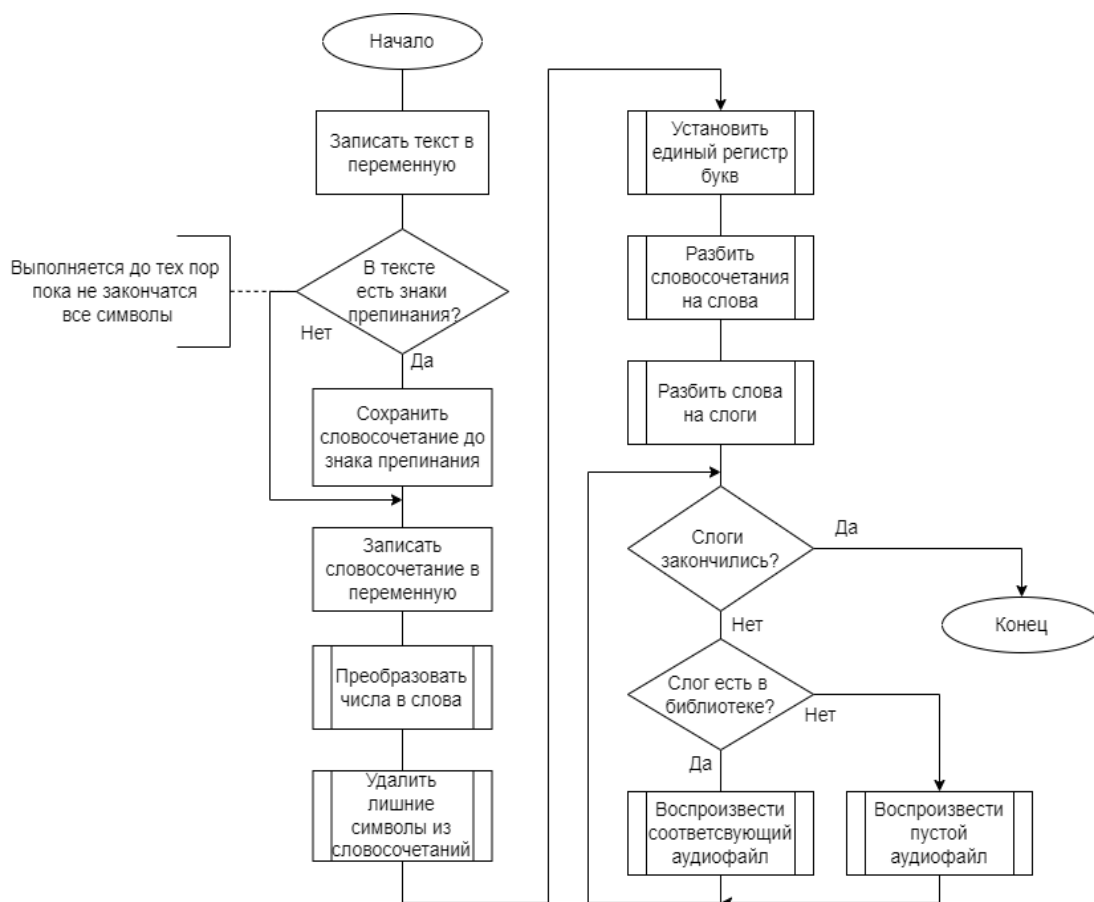 Начало
Записать текст в
переменную
Выполняется до тех пор
пока не закончатся
все символы
В тексте
есть знаки
препинания?
Нет
Да
Сохранить
словосочетание до
знака препинания
Записать
словосочетание в
переменную
Преобразовать
числа в слова
Удалить
лишние
символы из
словосочетаний
Установить
единый регистр
букв
Разбить
словосочетания
на слова
Разбить слова
на слоги
Слоги
закончились?
Да
Конец
Нет
Слог есть в
библиотеке?
Нет
Да
Воспроизвести
соответсвующий
аудиофайл
Воспроизвести
пустой
аудиофайл